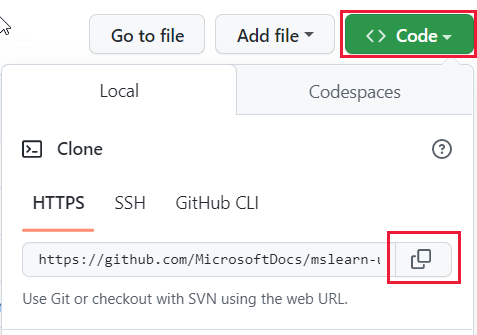 Go to file Add file <> Code
Local Codespaces
Clone
HTTPS SSH GitHub CLI
https://github.com/MicrosoftDocs/mslearn-
Use Git or checkout with SVN using the web URL.